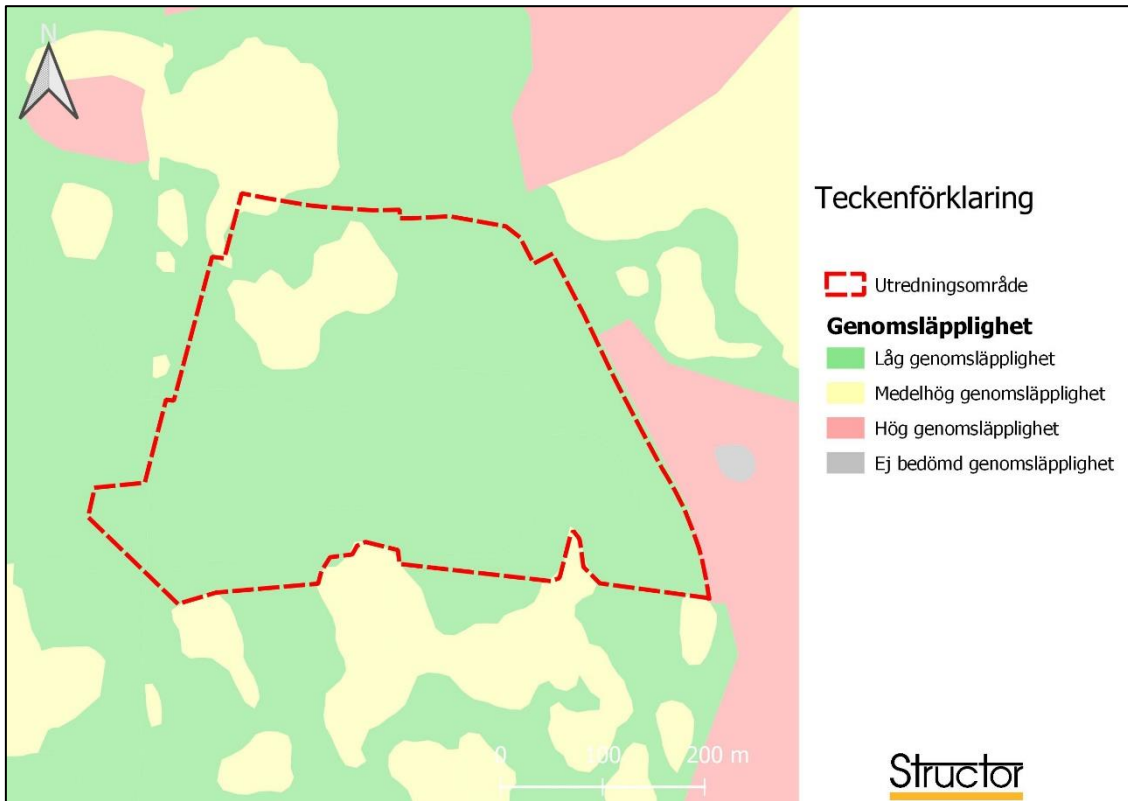 N
Teckenförklaring
Utredningsområde
Genomsläpplighet
Låg genomsläpplighet
Medelhög genomsläpplighet
Hög genomsläpplighet
Ej bedömd genomsläpplighet
0 100 200 m
Structor